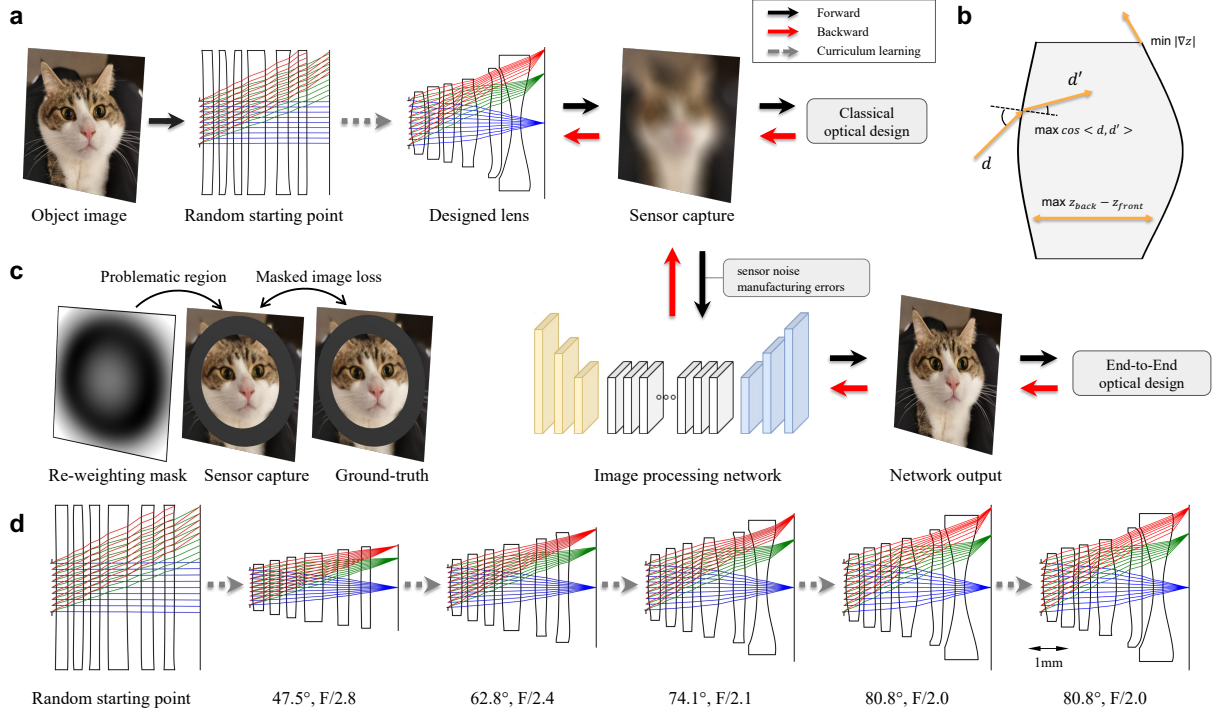 a
Object image
Random starting point
Designed lens
Sensor capture
Forward
Backward
Curriculum learning
Classical
optical design
b
min |∇z|
d'
max cos < d, d' >
d
max z_back − z_front
c
Problematic region
Masked image loss
Re-weighting mask
Sensor capture
Ground-truth
sensor noise
manufacturing errors
Image processing network
Network output
End-to-End
optical design
d
1mm
Random starting point
47.5°, F/2.8
62.8°, F/2.4
74.1°, F/2.1
80.8°, F/2.0
80.8°, F/2.0